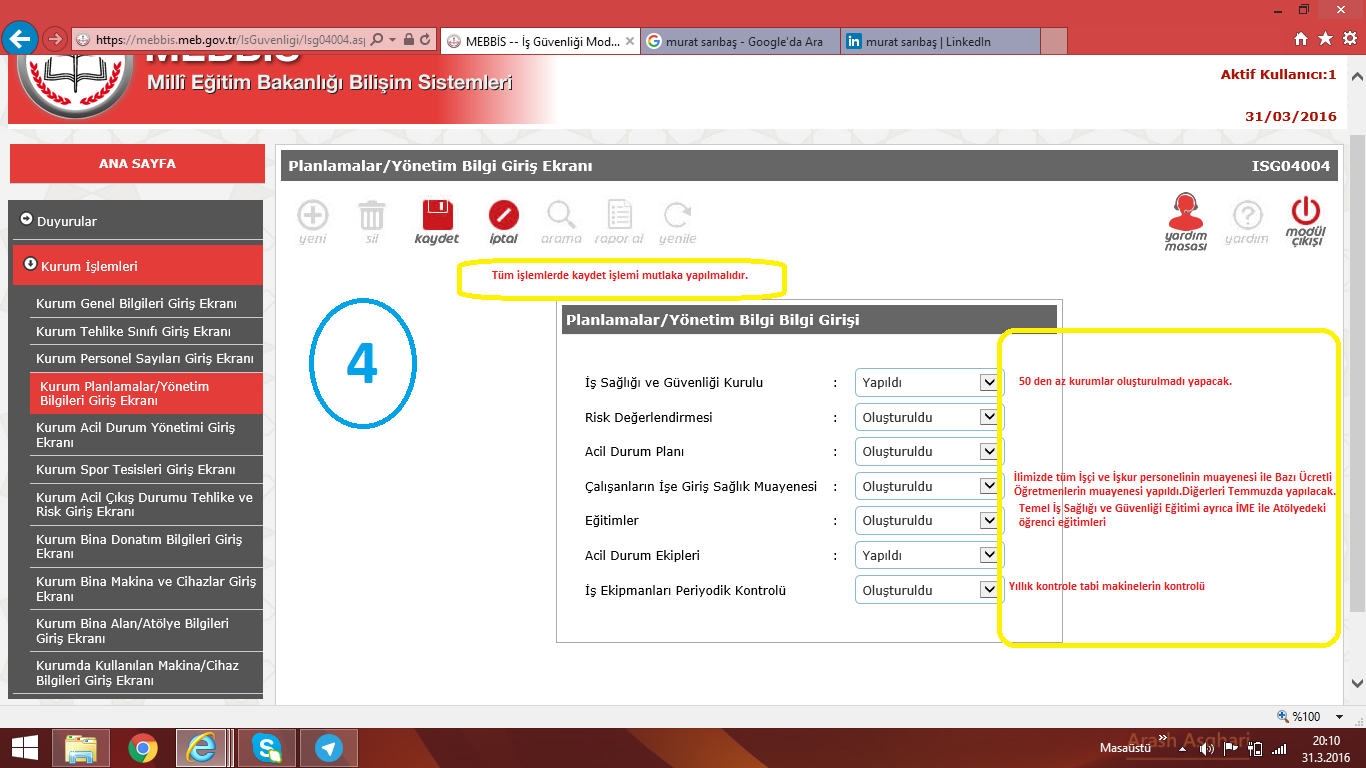 https://mebbis.meb.gov.tr/IsGuvenligi/Isg04004.as
MEBBİS -- İş Güvenliği Mod...
murat sarıbaş - Google'da Ara
murat sarıbaş | LinkedIn
MEBBİS
Millî Eğitim Bakanlığı Bilişim Sistemleri
Aktif Kullanıcı:1
31/03/2016
ANA SAYFA
Duyurular
Kurum İşlemleri
Kurum Genel Bilgileri Giriş Ekranı
Kurum Tehlike Sınıfı Giriş Ekranı
Kurum Personel Sayıları Giriş Ekranı
Kurum Planlamalar/Yönetim
Bilgileri Giriş Ekranı
Kurum Acil Durum Yönetimi Giriş
Ekranı
Kurum Spor Tesisleri Giriş Ekranı
Kurum Acil Çıkış Durumu Tehlike ve
Risk Giriş Ekranı
Kurum Bina Donatım Bilgileri Giriş
Ekranı
Kurum Bina Makina ve Cihazlar Giriş
Ekranı
Kurum Bina Alan/Atölye Bilgileri
Giriş Ekranı
Kurumda Kullanılan Makina/Cihaz
Bilgileri Giriş Ekranı
Planlamalar/Yönetim Bilgi Giriş Ekranı ISG04004
yeni sil kaydet iptal arama rapor al yenile
yardım masası yardım modül çıkışı
Tüm işlemlerde kaydet işlemi mutlaka yapılmalıdır.
4
Planlamalar/Yönetim Bilgi Bilgi Girişi
İş Sağlığı ve Güvenliği Kurulu : Yapıldı
50 den az kurumlar oluşturulmadı yapacak.
Risk Değerlendirmesi : Oluşturuldu
Acil Durum Planı : Oluşturuldu
Çalışanların İşe Giriş Sağlık Muayenesi : Oluşturuldu
İlimizde tüm İşçi ve İşkur personelinin muayenesi ile Bazı Ücretli
Öğretmenlerin muayenesi yapıldı.Diğerleri Temmuzda yapılacak.
Eğitimler : Oluşturuldu
Temel İş Sağlığı ve Güvenliği Eğitimi ayrıca İME ile Atölyedeki
öğrenci eğitimleri
Acil Durum Ekipleri : Yapıldı
İş Ekipmanları Periyodik Kontrolü : Oluşturuldu
Yıllık kontrole tabi makinelerin kontrolü
%100
Arash Asghari
Masaüstü
20:10
31.3.2016